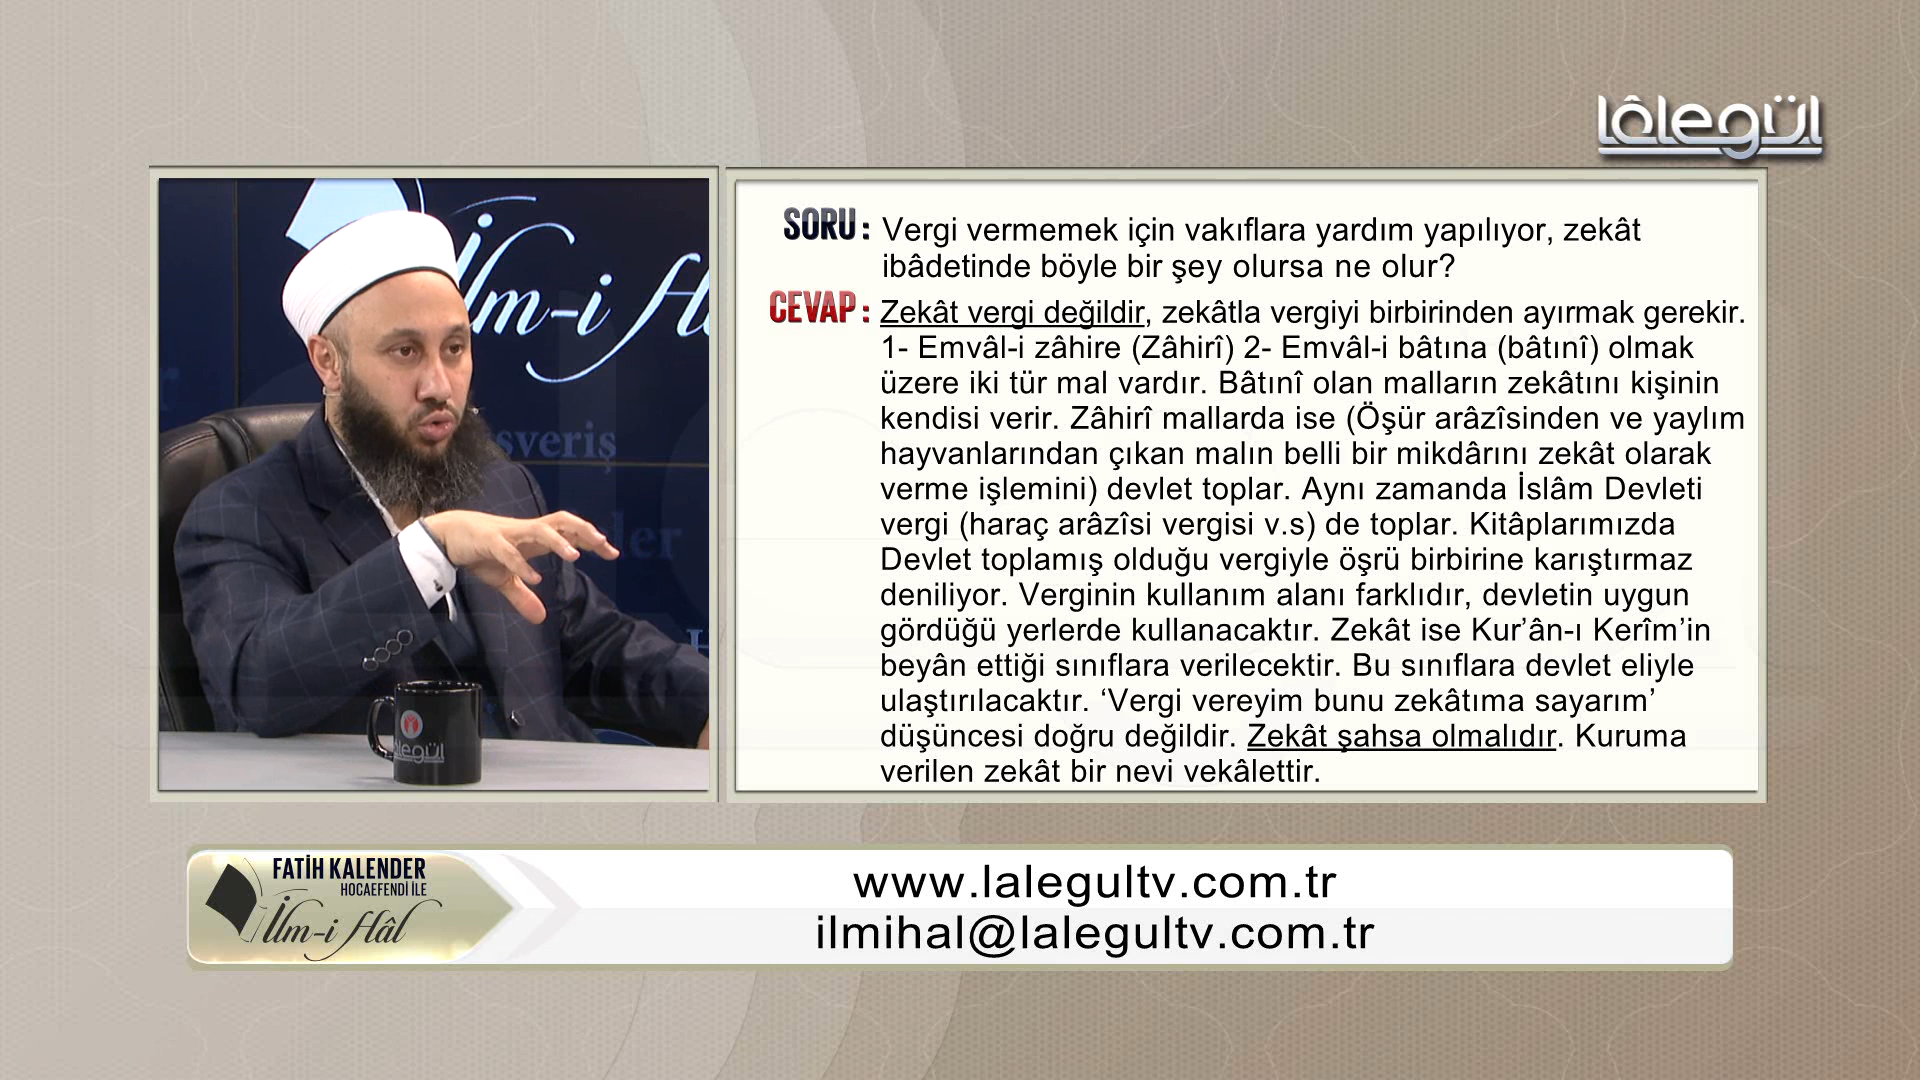 lâlegül
İlm-i Hâ
sveriş
ler
lâlegül
SORU : Vergi vermemek için vakıflara yardım yapılıyor, zekât
ibâdetinde böyle bir şey olursa ne olur?
CEVAP : Zekât vergi değildir, zekâtla vergiyi birbirinden ayırmak gerekir.
1- Emvâl-i zâhire (Zâhirî) 2- Emvâl-i bâtına (bâtınî) olmak
üzere iki tür mal vardır. Bâtınî olan malların zekâtını kişinin
kendisi verir. Zâhirî mallarda ise (Öşür arâzîsinden ve yaylım
hayvanlarından çıkan malın belli bir mikdârını zekât olarak
verme işlemini) devlet toplar. Aynı zamanda İslâm Devleti
vergi (haraç arâzîsi vergisi v.s) de toplar. Kitâplarımızda
Devlet toplamış olduğu vergiyle öşrü birbirine karıştırmaz
deniliyor. Verginin kullanım alanı farklıdır, devletin uygun
gördüğü yerlerde kullanacaktır. Zekât ise Kur’ân-ı Kerîm’in
beyân ettiği sınıflara verilecektir. Bu sınıflara devlet eliyle
ulaştırılacaktır. ‘Vergi vereyim bunu zekâtıma sayarım’
düşüncesi doğru değildir. Zekât şahsa olmalıdır. Kuruma
verilen zekât bir nevi vekâlettir.
FATİH KALENDER
HOCAEFENDİ İLE
İlm-i Hâl
www.lalegultv.com.tr
ilmihal@lalegultv.com.tr